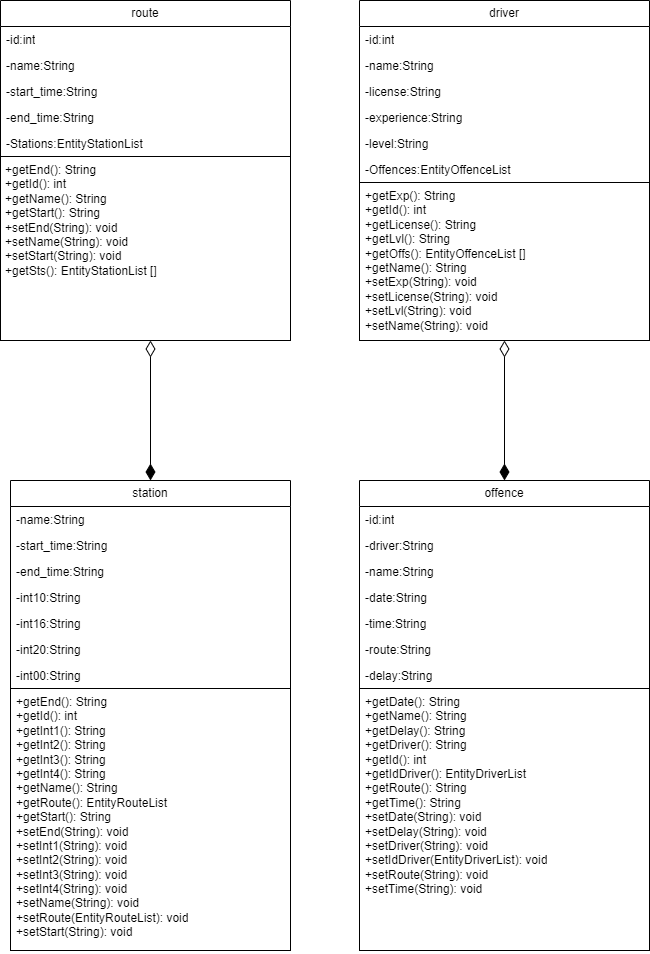 route
-id:int
-name:String
-start_time:String
-end_time:String
-Stations:EntityStationList
+getEnd(): String
+getId(): int
+getName(): String
+getStart(): String
+setEnd(String): void
+setName(String): void
+setStart(String): void
+getSts(): EntityStationList []
driver
-id:int
-name:String
-license:String
-experience:String
-level:String
-Offences:EntityOffenceList
+getExp(): String
+getId(): int
+getLicense(): String
+getLvl(): String
+getOffs(): EntityOffenceList []
+getName(): String
+setExp(String): void
+setLicense(String): void
+setLvl(String): void
+setName(String): void
station
-name:String
-start_time:String
-end_time:String
-int10:String
-int16:String
-int20:String
-int00:String
+getEnd(): String
+getId(): int
+getInt1(): String
+getInt2(): String
+getInt3(): String
+getInt4(): String
+getName(): String
+getRoute(): EntityRouteList
+getStart(): String
+setEnd(String): void
+setInt1(String): void
+setInt2(String): void
+setInt3(String): void
+setInt4(String): void
+setName(String): void
+setRoute(EntityRouteList): void
+setStart(String): void
offence
-id:int
-driver:String
-name:String
-date:String
-time:String
-route:String
-delay:String
+getDate(): String
+getName(): String
+getDelay(): String
+getDriver(): String
+getId(): int
+getIdDriver(): EntityDriverList
+getRoute(): String
+getTime(): String
+setDate(String): void
+setDelay(String): void
+setDriver(String): void
+setIdDriver(EntityDriverList): void
+setRoute(String): void
+setTime(String): void